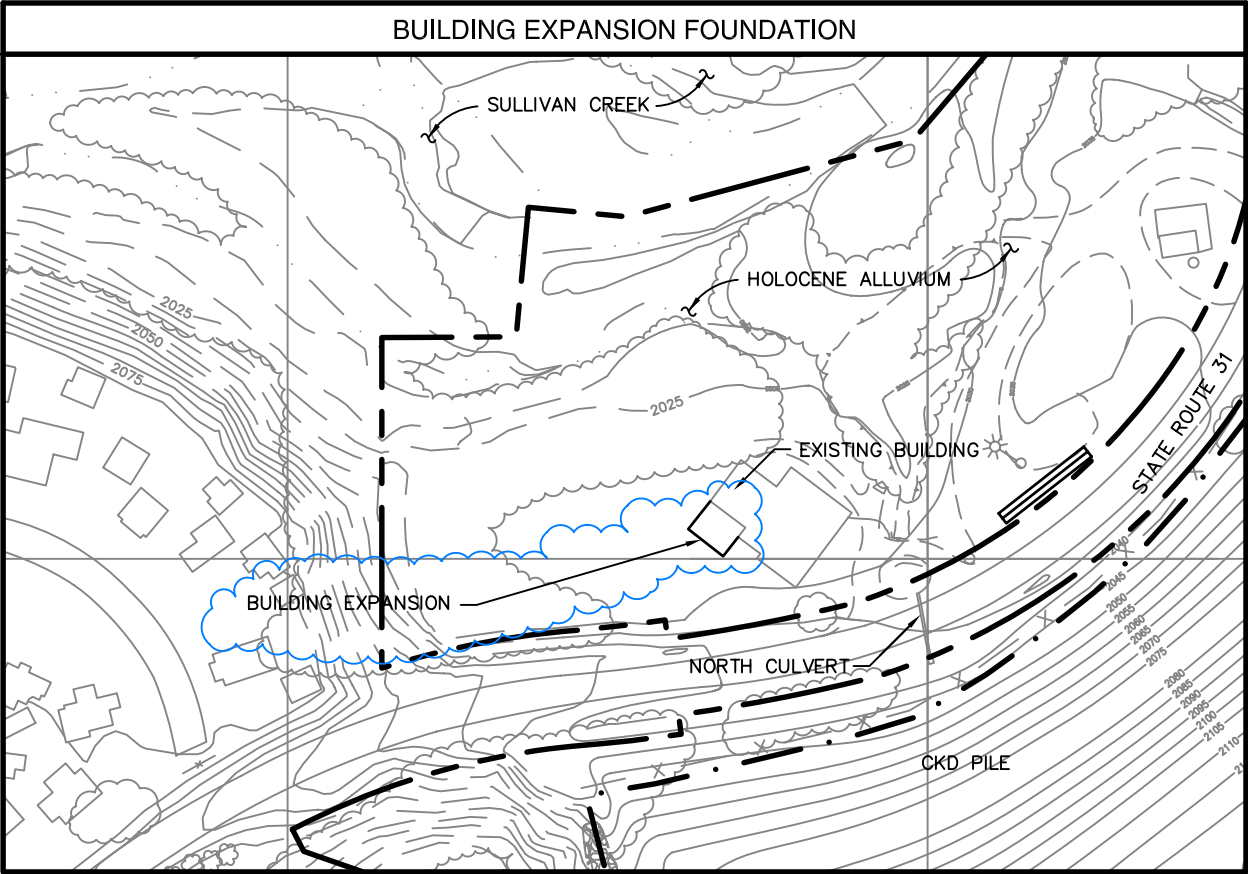 BUILDING EXPANSION FOUNDATION
SULLIVAN CREEK
HOLOCENE ALLUVIUM
2025
2050
2075
2025
STATE ROUTE 31
EXISTING BUILDING
BUILDING EXPANSION
NORTH CULVERT
CKD PILE
2040
2045
2050
2055
2060
2065
2070
2075
2080
2085
2090
2095
2100
2105
2110